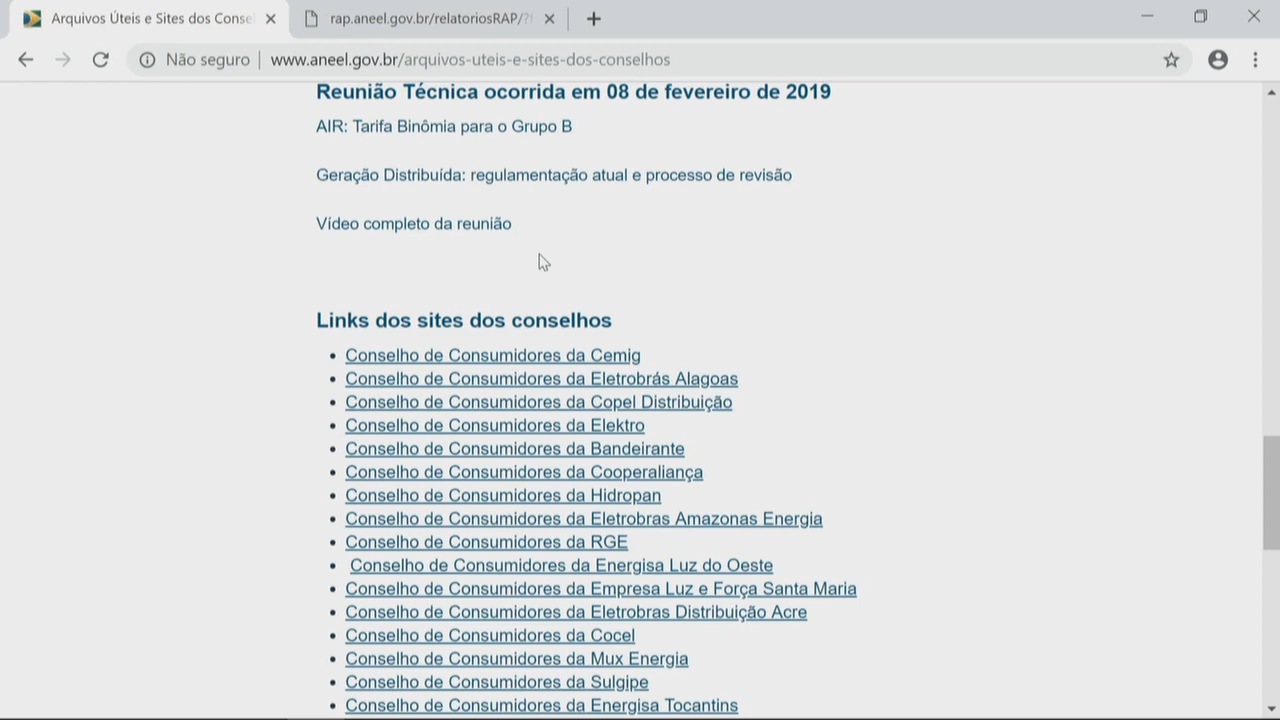 Arquivos Úteis e Sites dos Conse
rap.aneel.gov.br/relatoriosRAP/?
Não seguro
www.aneel.gov.br/arquivos-uteis-e-sites-dos-conselhos
Reunião Técnica ocorrida em 08 de fevereiro de 2019
AIR: Tarifa Binômia para o Grupo B
Geração Distribuída: regulamentação atual e processo de revisão
Vídeo completo da reunião
Links dos sites dos conselhos
• Conselho de Consumidores da Cemig
• Conselho de Consumidores da Eletrobrás Alagoas
• Conselho de Consumidores da Copel Distribuição
• Conselho de Consumidores da Elektro
• Conselho de Consumidores da Bandeirante
• Conselho de Consumidores da Cooperaliança
• Conselho de Consumidores da Hidropan
• Conselho de Consumidores da Eletrobras Amazonas Energia
• Conselho de Consumidores da RGE
• Conselho de Consumidores da Energisa Luz do Oeste
• Conselho de Consumidores da Empresa Luz e Força Santa Maria
• Conselho de Consumidores da Eletrobras Distribuição Acre
• Conselho de Consumidores da Cocel
• Conselho de Consumidores da Mux Energia
• Conselho de Consumidores da Sulgipe
• Conselho de Consumidores da Energisa Tocantins